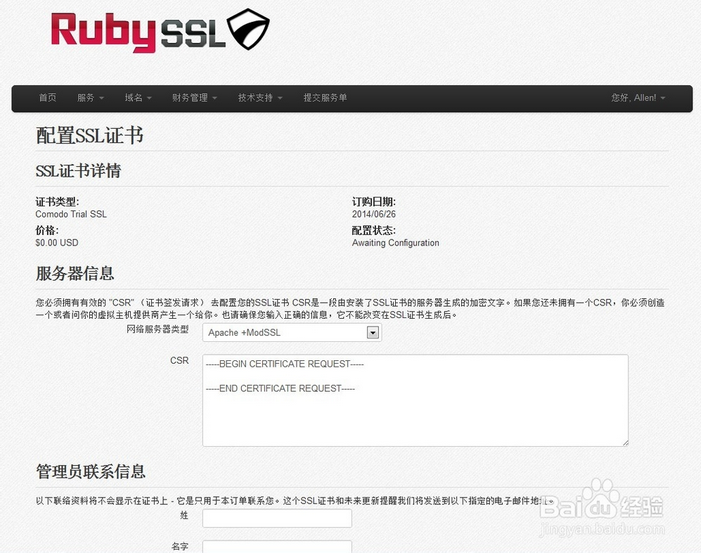 RubySSL
首页 服务 域名 财务管理 技术支持 提交服务单 您好, Allen!
配置SSL证书
SSL证书详情
证书类型: 订购日期:
Comodo Trial SSL 2014/06/26
价格: 配置状态:
$0.00 USD Awaiting Configuration
服务器信息
您必须拥有有效的 "CSR" （证书签发请求） 去配置您的SSL证书 CSR是一段由安装了SSL证书的服务器生成的加密文字。如果您还未拥有一个CSR，你必须创造
一个或者问你的虚拟主机提供商产生一个给你。也请确保您输入正确的信息，它不能改变在SSL证书生成后。
网络服务器类型 Apache +ModSSL
CSR -----BEGIN CERTIFICATE REQUEST-----
-----END CERTIFICATE REQUEST-----
管理员联系信息
以下联络资料将不会显示在证书上 - 它是只用于本订单联系您。这个SSL证书和未来更新提醒我们将发送到以下指定的电子邮件地址。
姓
名字
Baidu经验
jingyan.baidu.com